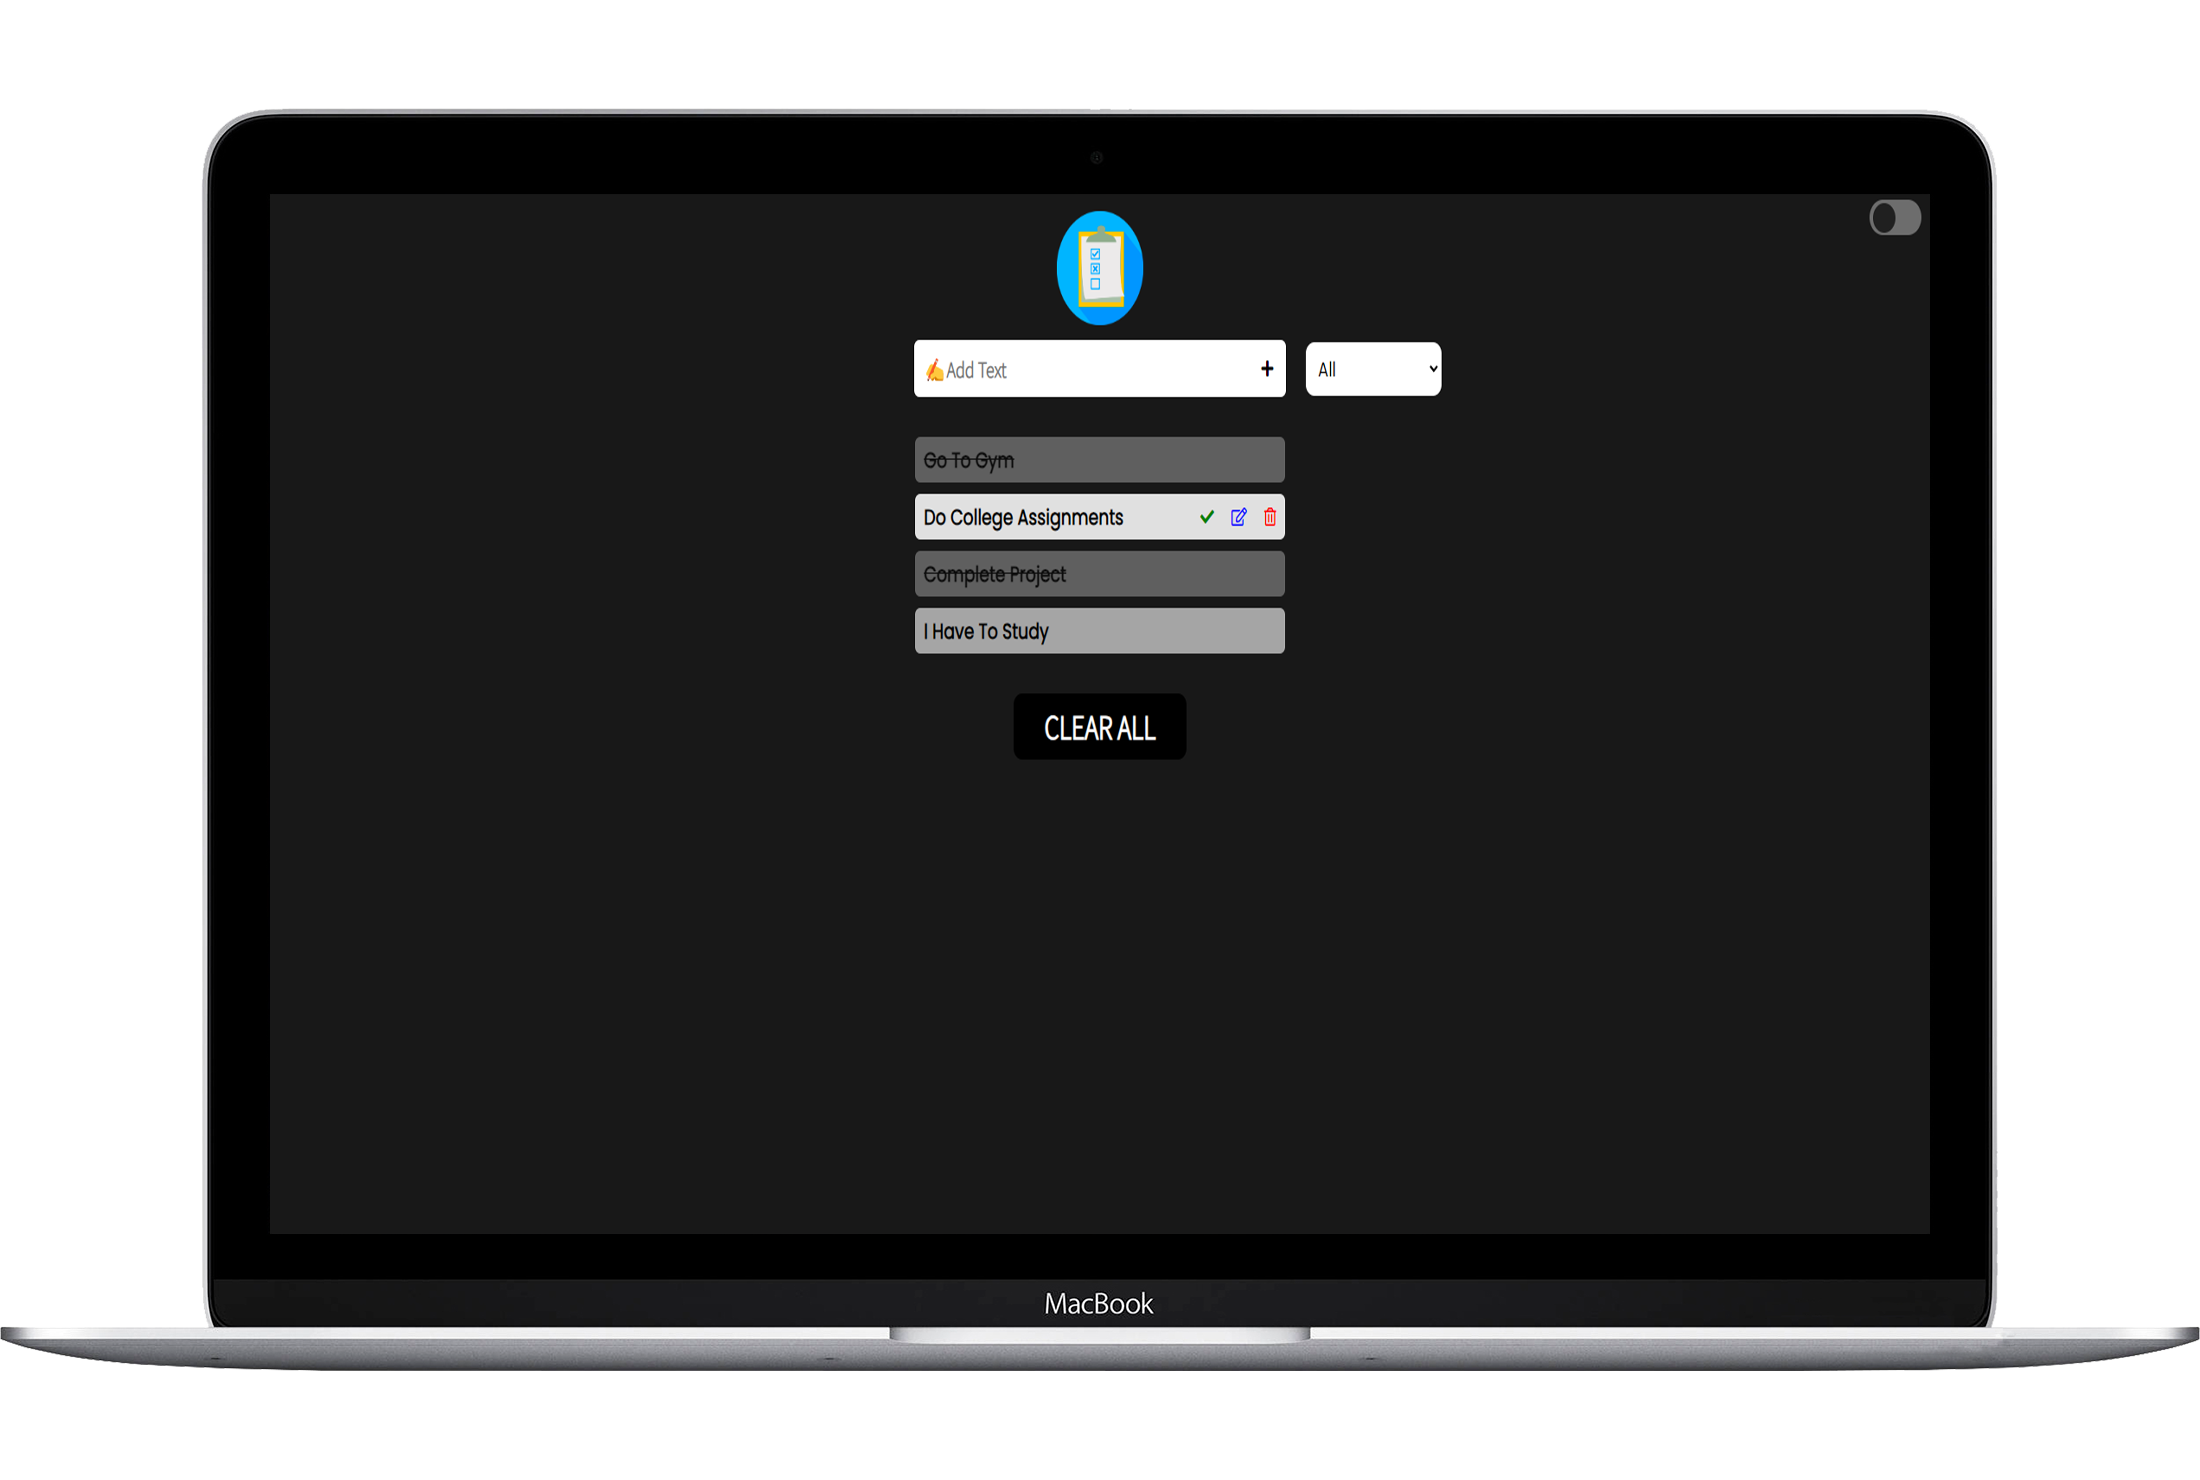 ✍Add Text
+
All
Go To Gym
Do College Assignments
Complete Project
I Have To Study
CLEAR ALL
MacBook